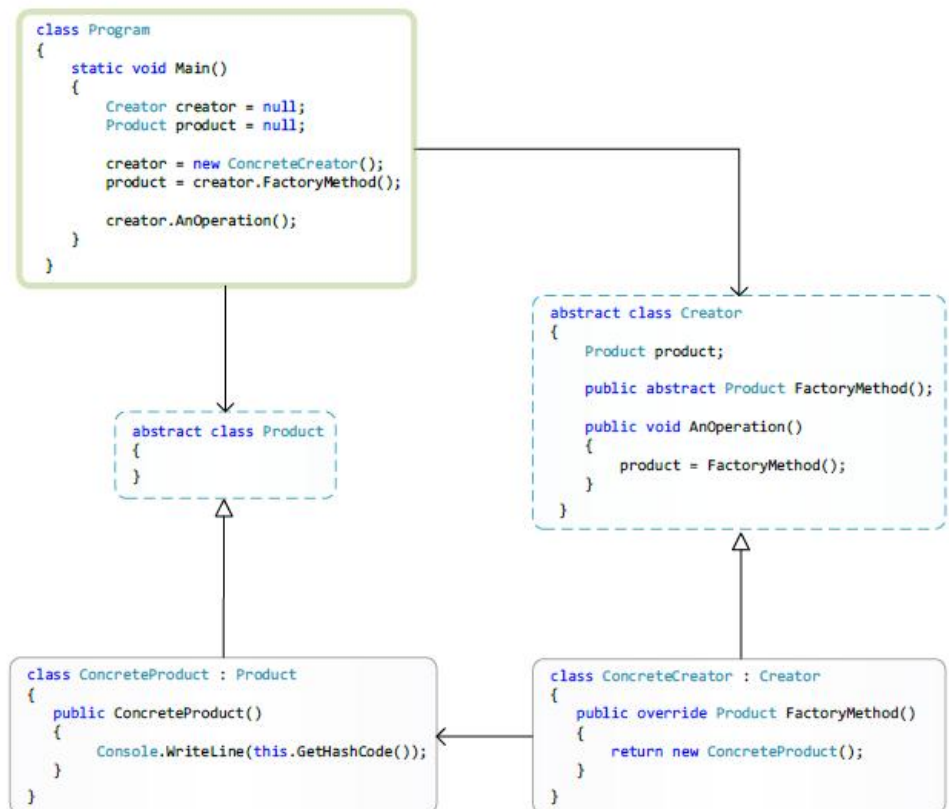 class Program
{
static void Main()
{
Creator creator = null;
Product product = null;
creator = new ConcreteCreator();
product = creator.FactoryMethod();
creator.AnOperation();
}
}
abstract class Creator
{
Product product;
public abstract Product FactoryMethod();
public void AnOperation()
{
product = FactoryMethod();
}
}
abstract class Product
{
}
class ConcreteProduct : Product
{
public ConcreteProduct()
{
Console.WriteLine(this.GetHashCode());
}
}
class ConcreteCreator : Creator
{
public override Product FactoryMethod()
{
return new ConcreteProduct();
}
}